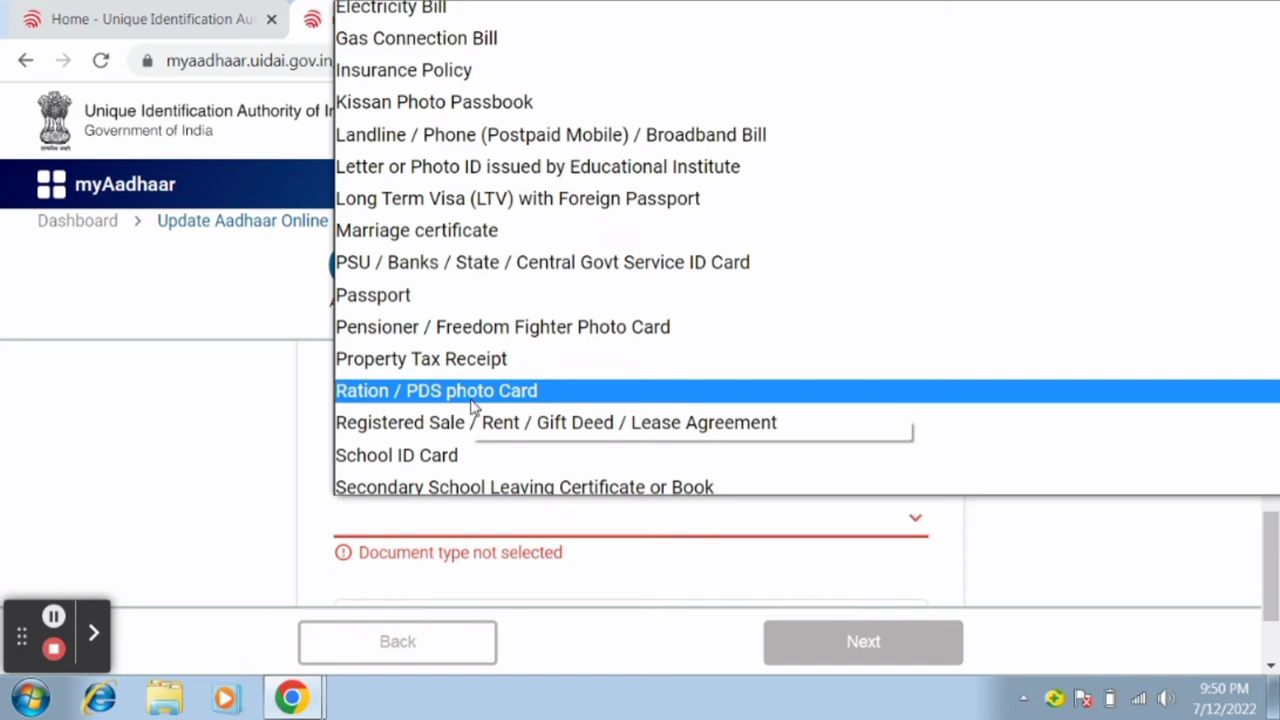 Home - Unique Identification Au
myaadhaar.uidai.gov.in
Unique Identification Authority of I
Government of India
myAadhaar
Dashboard > Update Aadhaar Online
Electricity Bill
Gas Connection Bill
Insurance Policy
Kissan Photo Passbook
Landline / Phone (Postpaid Mobile) / Broadband Bill
Letter or Photo ID issued by Educational Institute
Long Term Visa (LTV) with Foreign Passport
Marriage certificate
PSU / Banks / State / Central Govt Service ID Card
Passport
Pensioner / Freedom Fighter Photo Card
Property Tax Receipt
Ration / PDS photo Card
Registered Sale / Rent / Gift Deed / Lease Agreement
School ID Card
Secondary School Leaving Certificate or Book
Document type not selected
Back
Next
9:50 PM
7/12/2022